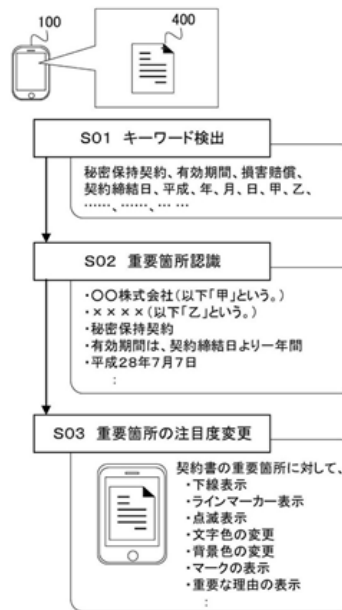 100
400
S01 キーワード検出
秘密保持契約、有効期間、損害賠償、
契約締結日、平成、年、月、日、甲、乙、
……、……、… …
S02 重要箇所認識
・〇〇株式会社(以下「甲」という。)
・××××(以下「乙」という。)
・秘密保持契約
・有効期間は、契約締結日より一年間
・平成28年7月7日
：
S03 重要箇所の注目度変更
契約書の重要箇所に対して、
・下線表示
・ラインマーカー表示
・点滅表示
・文字色の変更
・背景色の変更
・マークの表示
・重要な理由の表示
：